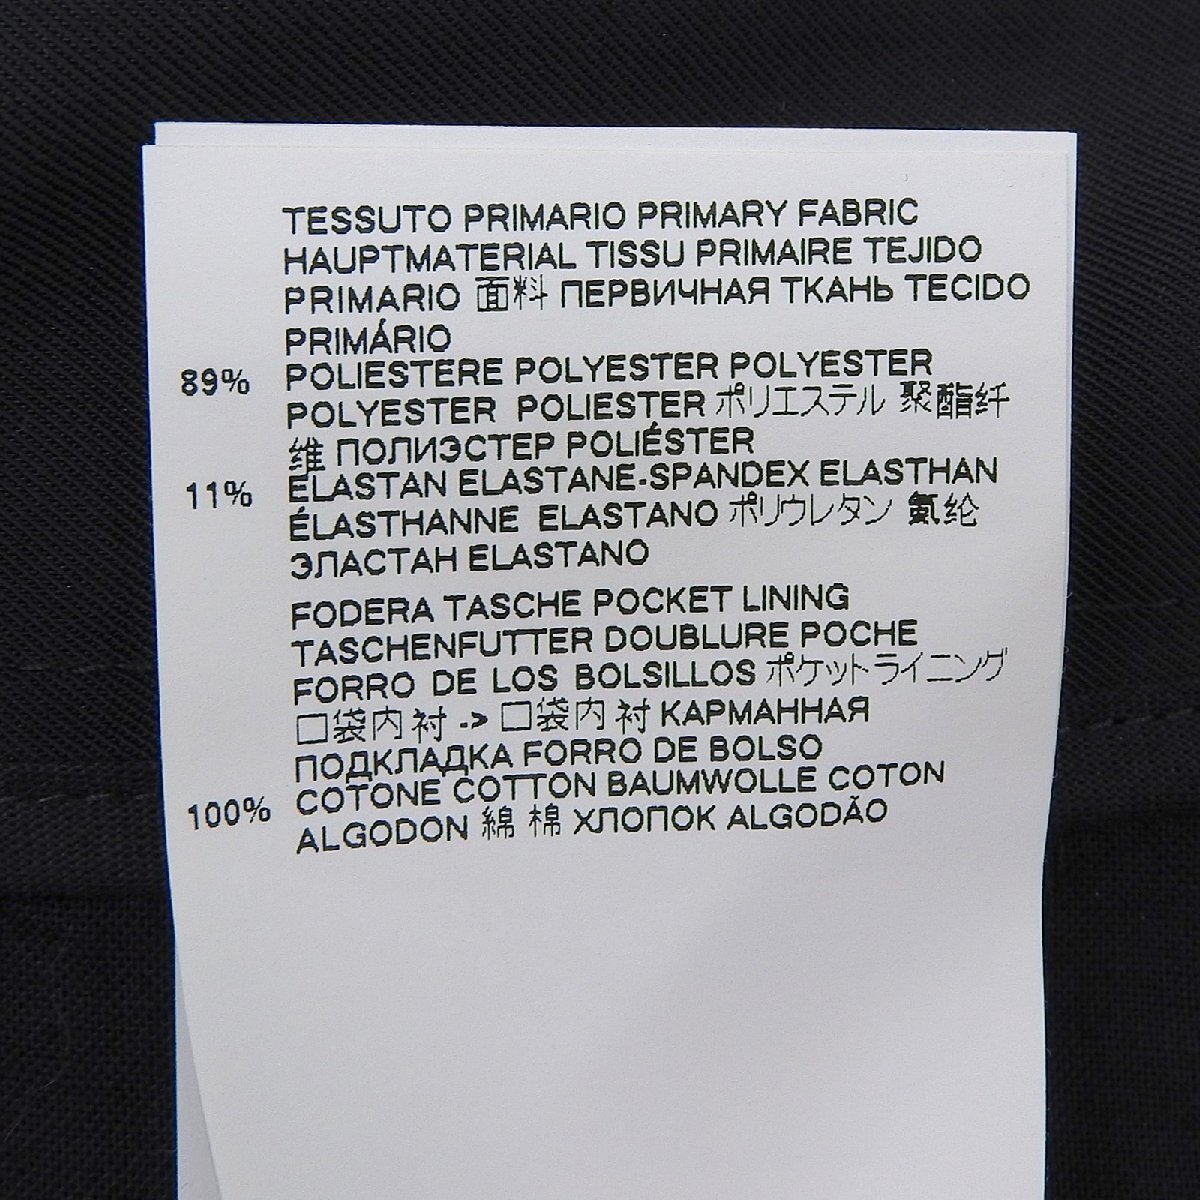 TESSUTO PRIMARIO PRIMARY FABRIC
HAUPTMATERIAL TISSU PRIMAIRE TEJIDO
PRIMARIO 面料 ПЕРВИЧНАЯ ТКАНЬ TECIDO
PRIMÁRIO
89% POLIESTERE POLYESTER POLYESTER
POLYESTER POLIESTER ポリエステル 聚酯纤
维 ПОЛИЭСТЕР POLIÉSTER
11% ELASTAN ELASTANE-SPANDEX ELASTHAN
ÉLASTHANNE ELASTANO ポリウレタン 氨纶
ЭЛАСТАН ELASTANO
FODERA TASCHE POCKET LINING
TASCHENFUTTER DOUBLURE POCHE
FORRO DE LOS BOLSILLOS ポケットライニング
口袋内衬 -> 口袋内衬 КАРМАННАЯ
ПОДКЛАДКА FORRO DE BOLSO
100% COTONE COTTON BAUMWOLLE COTON
ALGODON 綿 棉 ХЛОПОК ALGODÃO